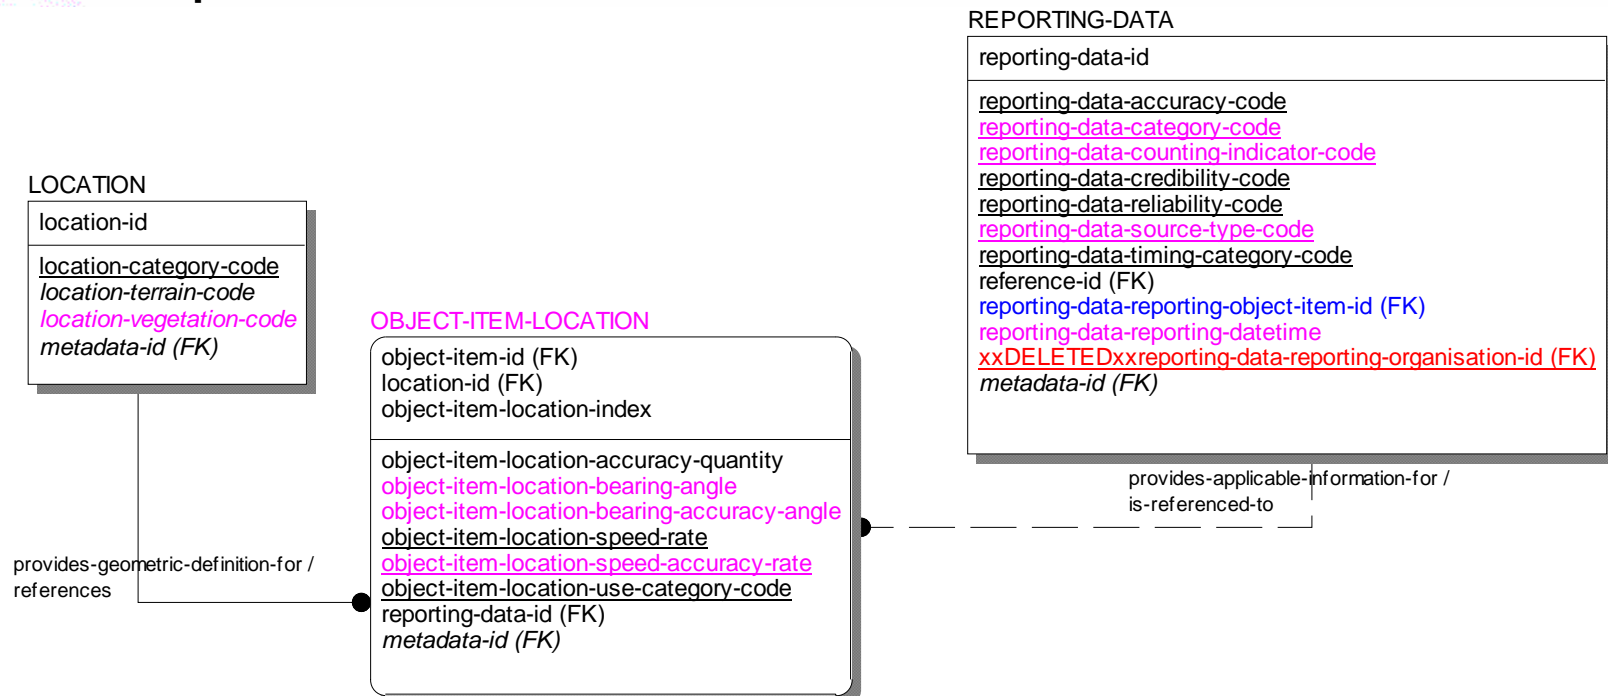 REPORTING-DATA
reporting-data-id
reporting-data-accuracy-code
reporting-data-category-code
reporting-data-counting-indicator-code
reporting-data-credibility-code
reporting-data-reliability-code
reporting-data-source-type-code
reporting-data-timing-category-code
reference-id (FK)
reporting-data-reporting-object-item-id (FK)
reporting-data-reporting-datetime
xxDELETEDxxreporting-data-reporting-organisation-id (FK)
metadata-id (FK)
LOCATION
location-id
location-category-code
location-terrain-code
location-vegetation-code
metadata-id (FK)
OBJECT-ITEM-LOCATION
object-item-id (FK)
location-id (FK)
object-item-location-index
object-item-location-accuracy-quantity
object-item-location-bearing-angle
object-item-location-bearing-accuracy-angle
object-item-location-speed-rate
object-item-location-speed-accuracy-rate
object-item-location-use-category-code
reporting-data-id (FK)
metadata-id (FK)
provides-applicable-information-for /
is-referenced-to
provides-geometric-definition-for /
references